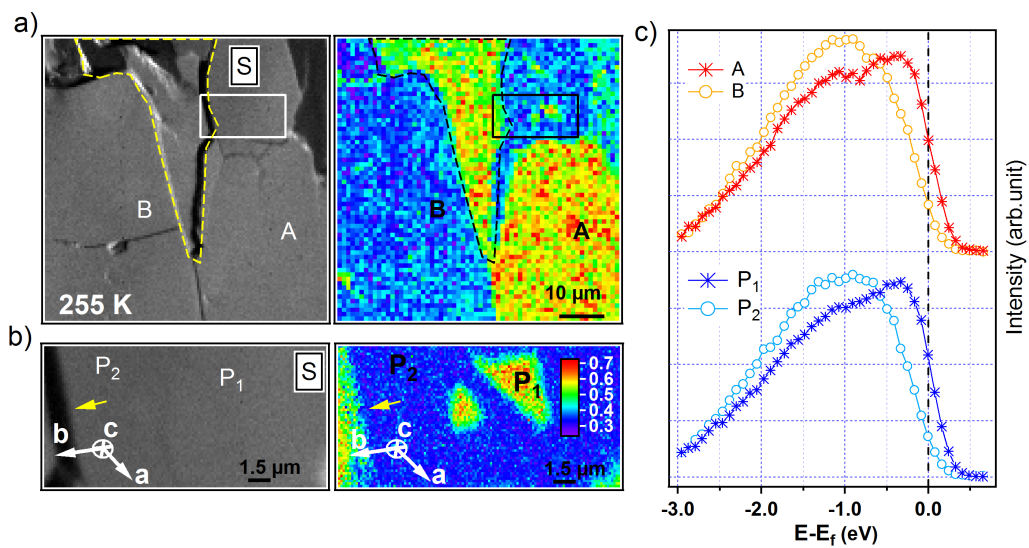 a)
S
B
A
255 K
B
A
10 µm
b)
P2
P1
S
b
c
a
1.5 µm
P2
P1
0.7
0.6
0.5
0.4
0.3
b
c
a
1.5 µm
c)
A
B
P1
P2
Intensity (arb.unit)
-3.0
-2.0
-1.0
0.0
E-Ef (eV)